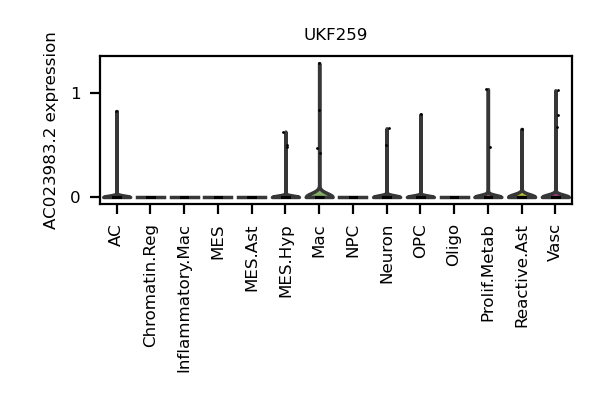 UKF259
AC023983.2 expression
1
0
AC
Chromatin.Reg
Inflammatory.Mac
MES
MES.Ast
MES.Hyp
Mac
NPC
Neuron
OPC
Oligo
Prolif.Metab
Reactive.Ast
Vasc